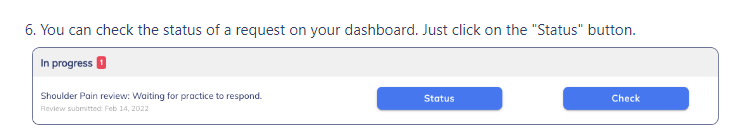 6. You can check the status of a request on your dashboard. Just click on the "Status" button.
In progress 1
Shoulder Pain review: Waiting for practice to respond.
Review submitted: Feb 14, 2022
Status
Check